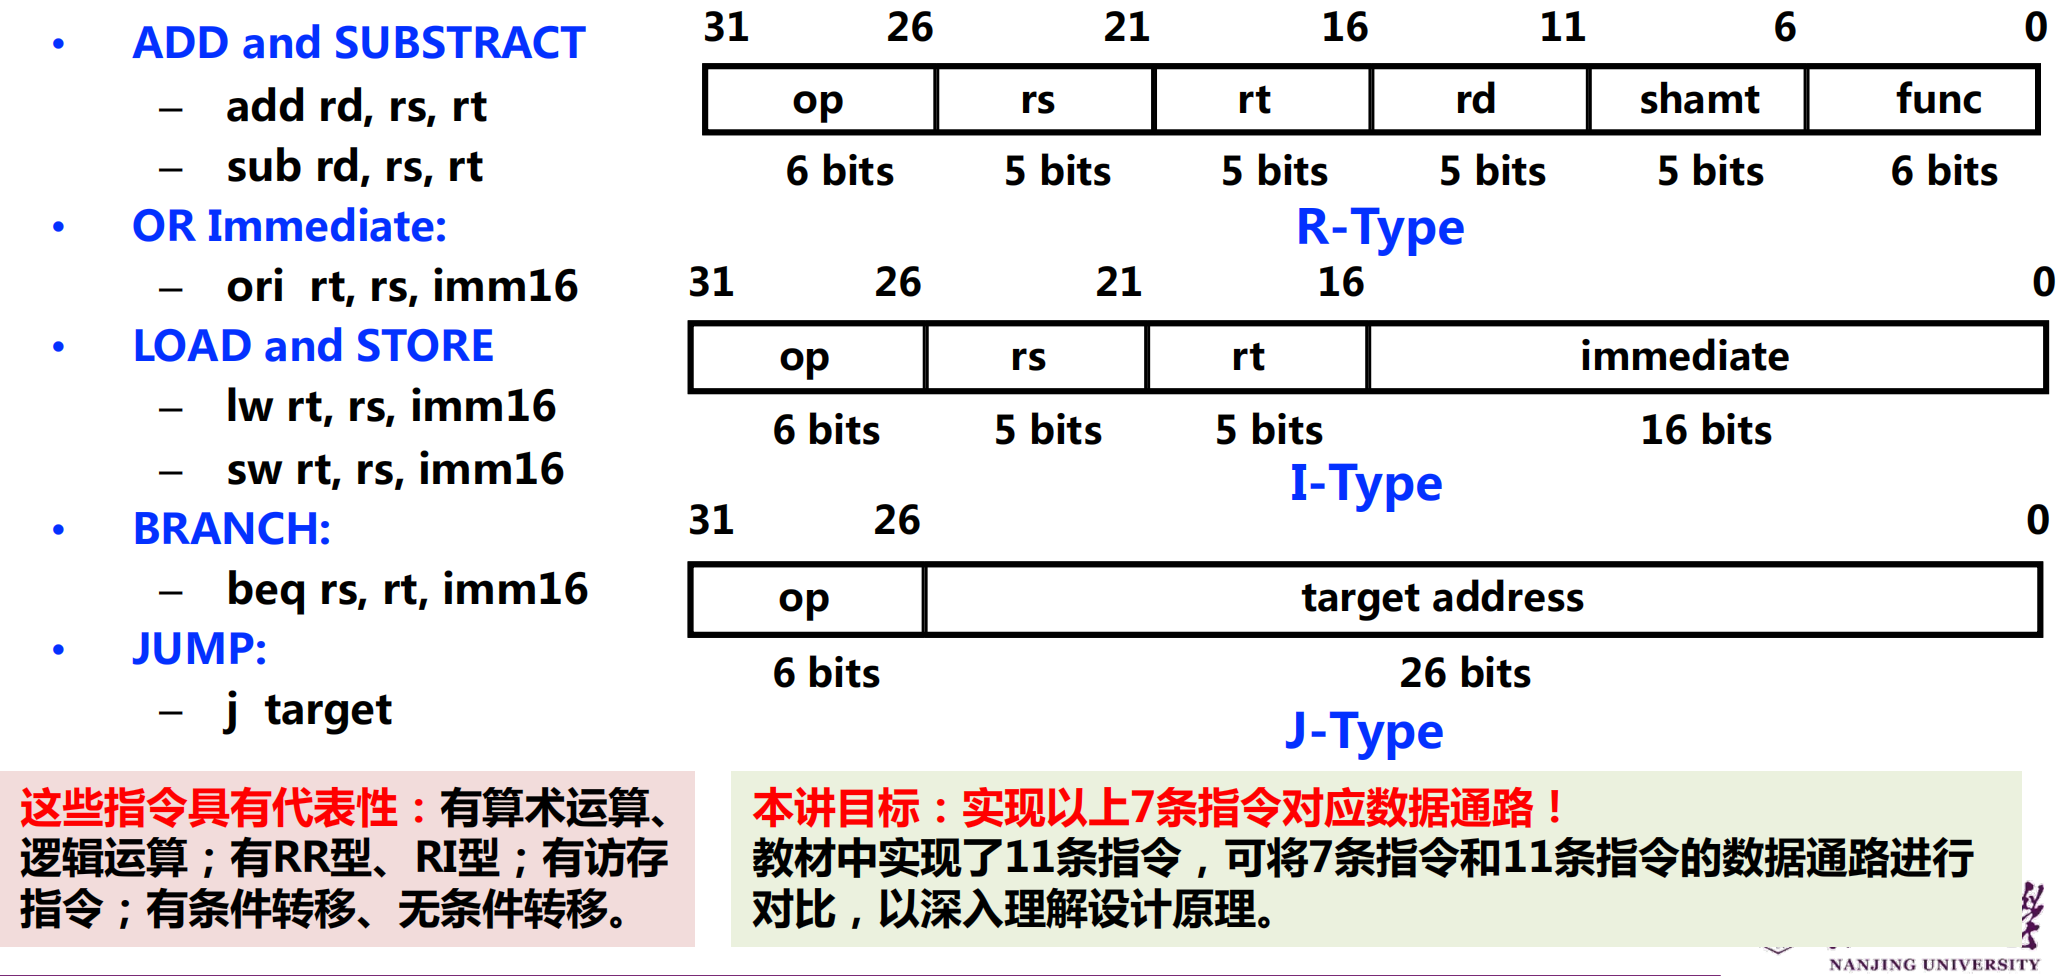 • ADD and SUBSTRACT
– add rd, rs, rt
– sub rd, rs, rt
• OR Immediate:
– ori rt, rs, imm16
• LOAD and STORE
– lw rt, rs, imm16
– sw rt, rs, imm16
• BRANCH:
– beq rs, rt, imm16
• JUMP:
– j target
31 26 21 16 11 6 0
op rs rt rd shamt func
6 bits 5 bits 5 bits 5 bits 5 bits 6 bits
R-Type
31 26 21 16 0
op rs rt immediate
6 bits 5 bits 5 bits 16 bits
I-Type
31 26 0
op target address
6 bits 26 bits
J-Type
这些指令具有代表性：有算术运算、
逻辑运算；有RR型、RI型；有访存
指令；有条件转移、无条件转移。
本讲目标：实现以上7条指令对应数据通路！
教材中实现了11条指令，可将7条指令和11条指令的数据通路进行
对比，以深入理解设计原理。
NANJING UNIVERSITY